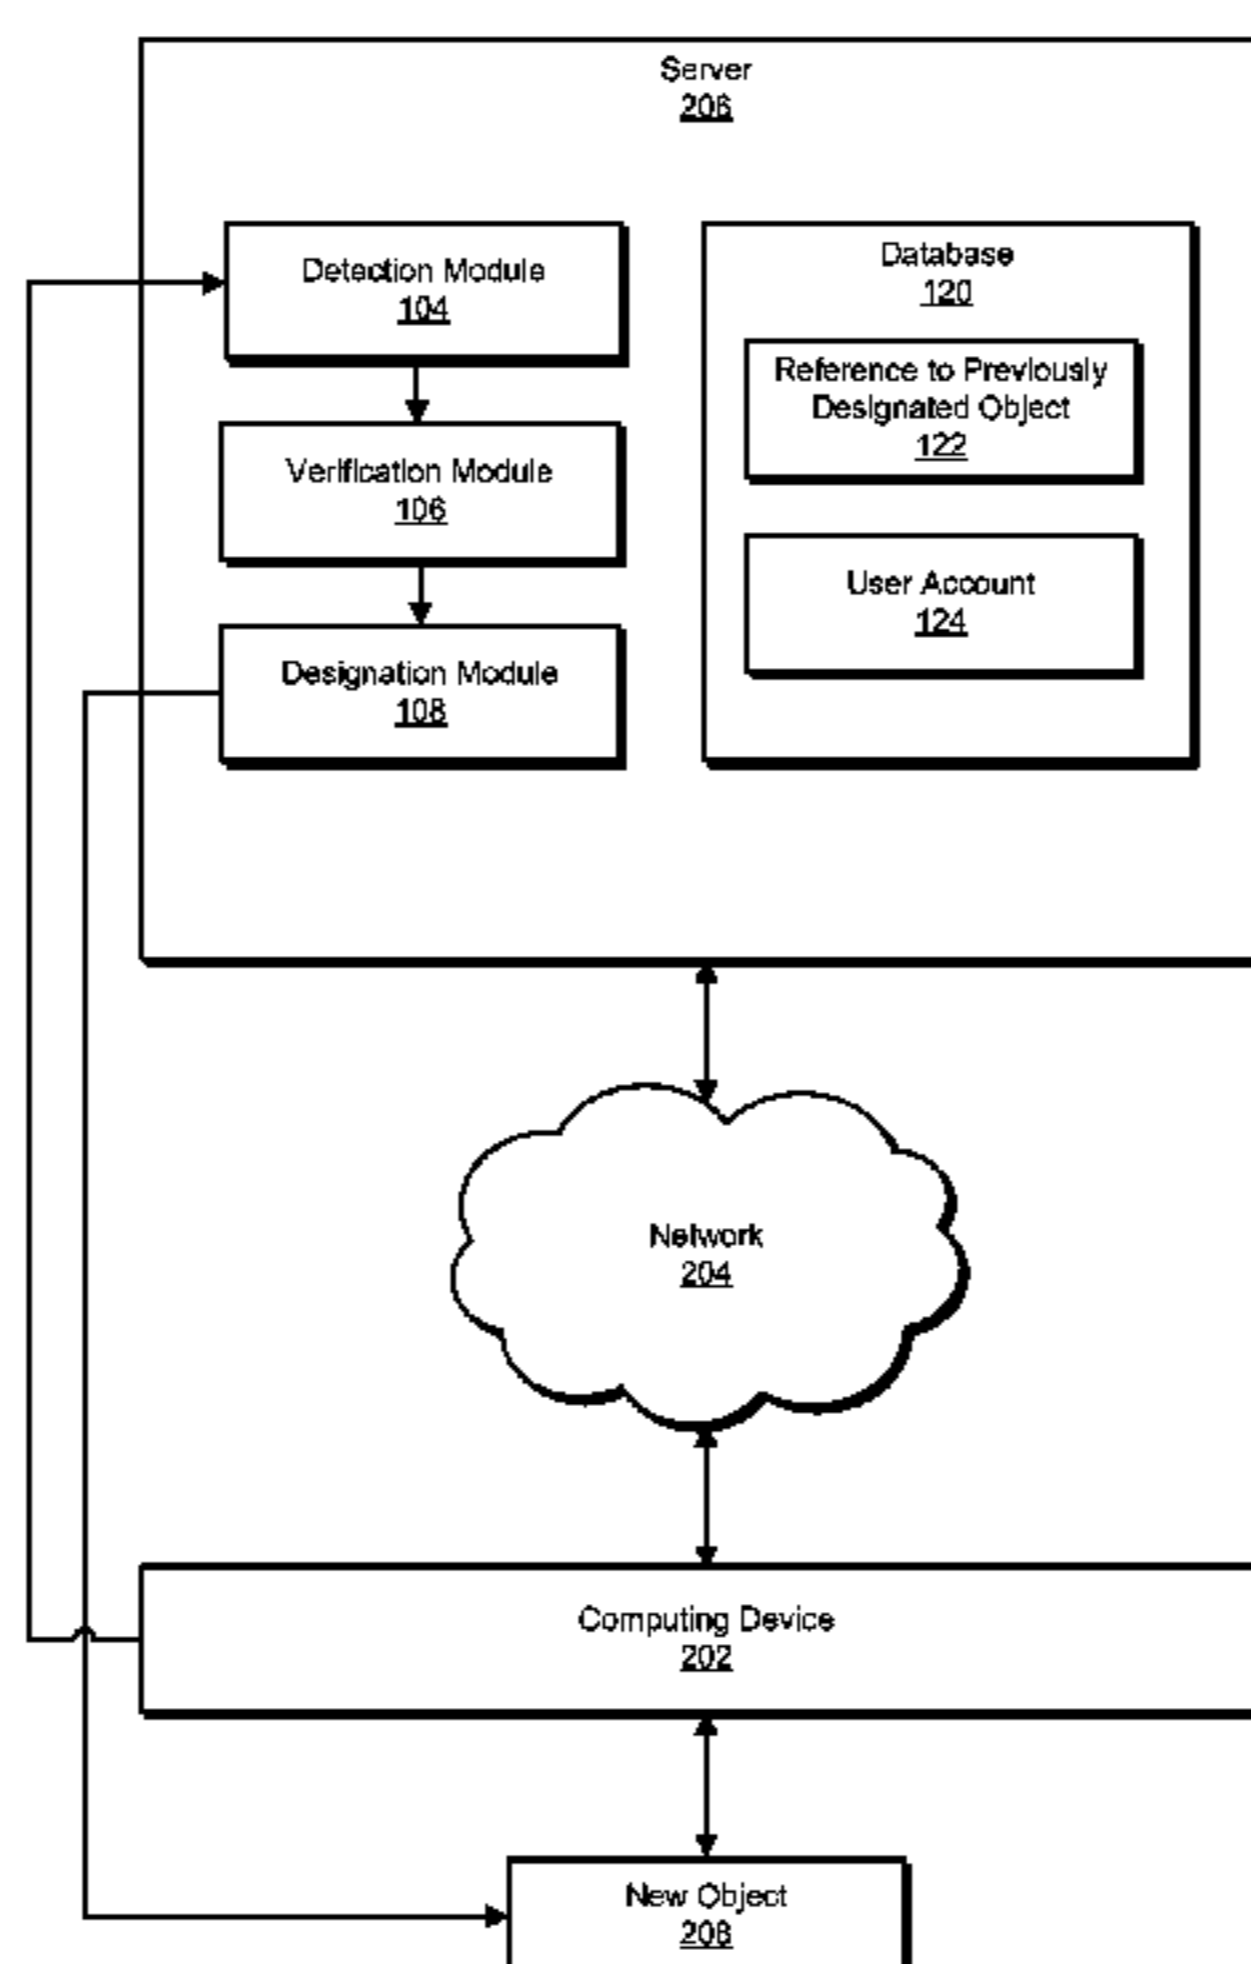 Server
206
Detection Module
104
Verification Module
106
Designation Module
108
Database
120
Reference to Previously
Designated Object
122
User Account
124
Network
204
Computing Device
202
New Object
208